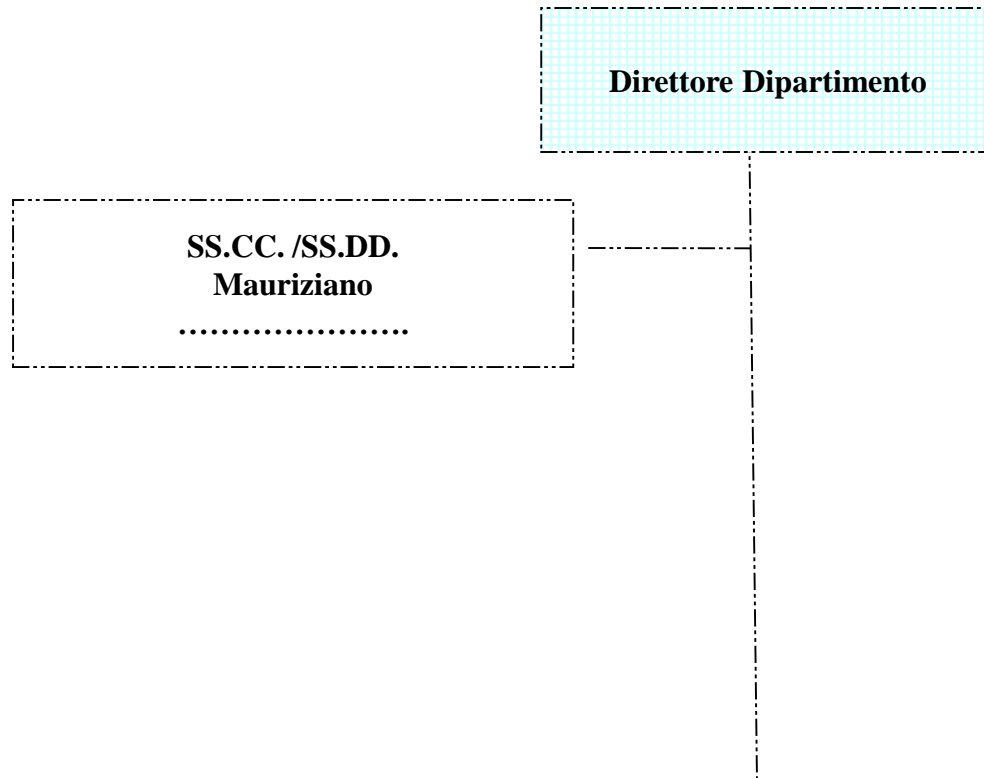 Direttore Dipartimento
SS.CC. /SS.DD.
Mauriziano
………………….